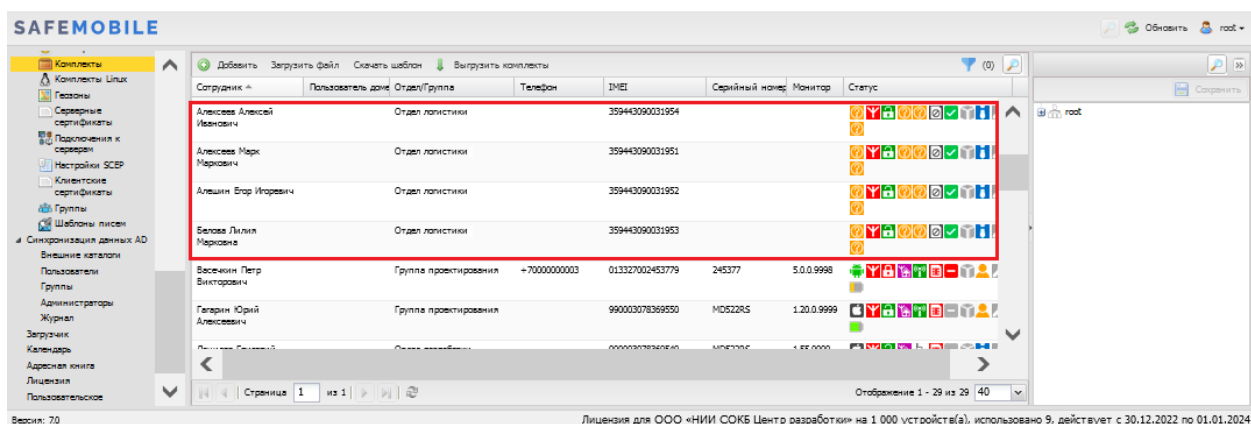 SAFEMOBILE
Обновить root
Комплекты
Комплекты Linux
Геозоны
Серверные
сертификаты
Подключения к
серверам
Настройки SCEP
Клиентские
сертификаты
Группы
Шаблоны писем
Синхронизация данных AD
Внешние каталоги
Пользователи
Группы
Администраторы
Журнал
Загрузчик
Календарь
Адресная книга
Лицензия
Пользовательское
Добавить Загрузить файл Скачать шаблон Выгрузить комплекты (0)
Сотрудник Пользователь доме Отдел/Группа Телефон IMEI Серийный номер Монитор Статус
Алексеев Алексей
Иванович Отдел логистики 359443090031954
Алексеев Марк
Маркович Отдел логистики 359443090031951
Алешин Егор Игоревич Отдел логистики 359443090031952
Белова Лилия
Марковна Отдел логистики 359443090031953
Васечкин Петр
Викторович Группа проектирования +70000000003 013327002453779 245377 5.0.0.9998
Гагарин Юрий
Алексеевич Группа проектирования 990003078369550 MD522RS 1.20.0.9999
Страница 1 из 1 Отображение 1 - 29 из 29 40
Сохранить
root
Версия: 7.0
Лицензия для ООО «НИИ СОКБ Центр разработки» на 1 000 устройств(а), использовано 9, действует с 30.12.2022 по 01.01.2024